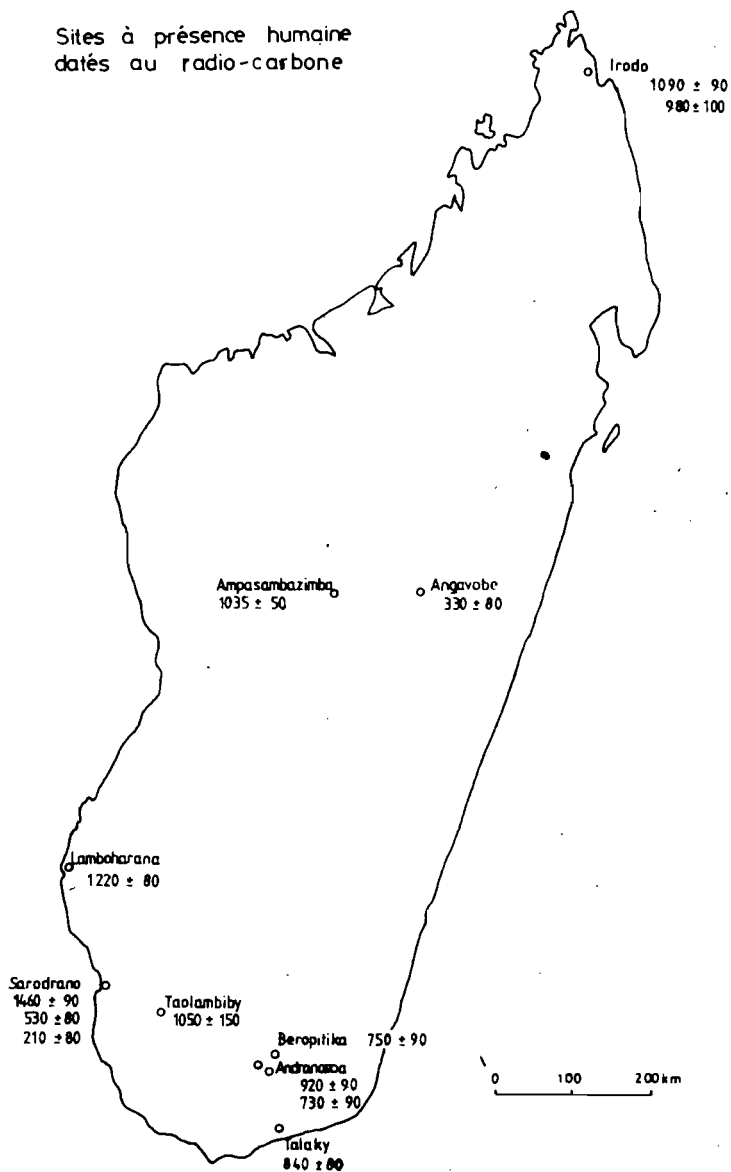 Sites à présence humaine
datés au radio-carbone
Irodo
1090 ± 90
980 ± 100
Ampasambazimba
1035 ± 50
Angavobe
330 ± 80
Lamboharana
1220 ± 80
Sarodrano
1460 ± 90
530 ± 80
210 ± 80
Taolambiby
1050 ± 150
Beropitika 750 ± 90
Andranosoa
920 ± 90
730 ± 90
Talaky
840 ± 80
0 100 200 km